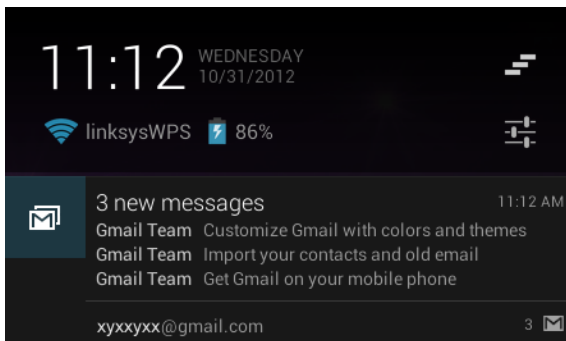 11:12
WEDNESDAY
10/31/2012
linksysWPS 86%
3 new messages 11:12 AM
Gmail Team Customize Gmail with colors and themes
Gmail Team Import your contacts and old email
Gmail Team Get Gmail on your mobile phone
xyxxyxx@gmail.com 3